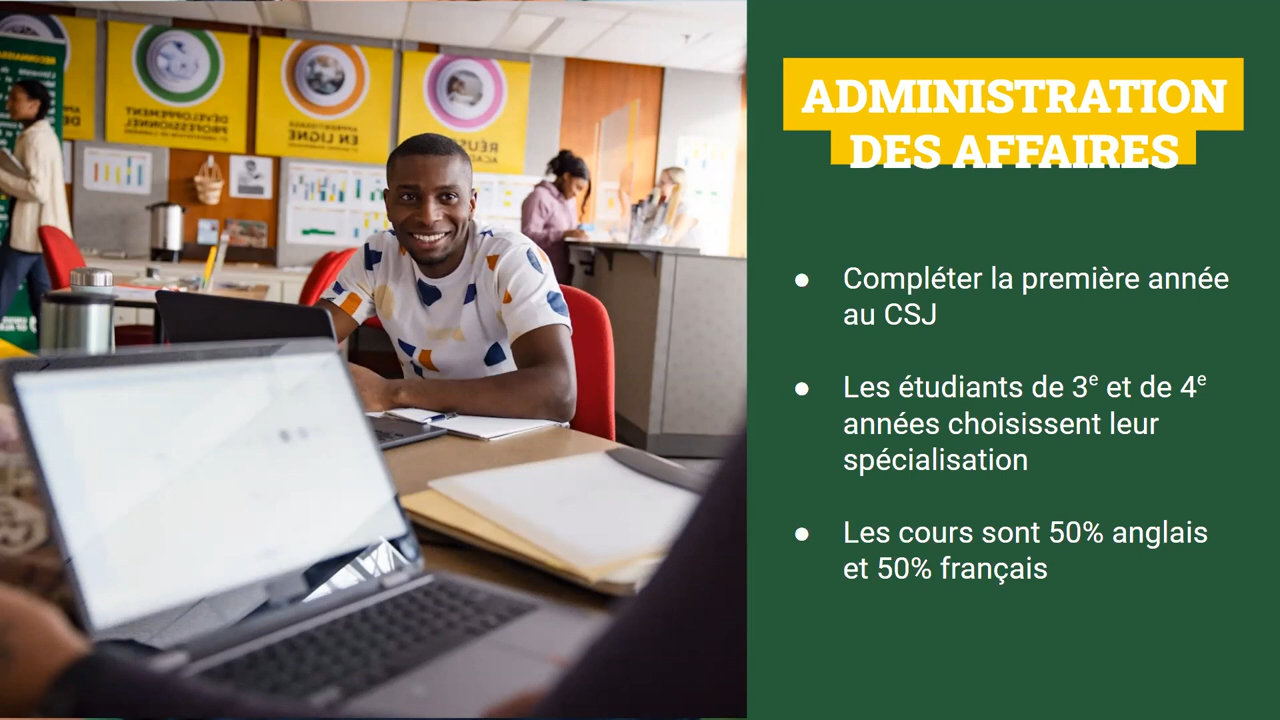 DÉVELOPPEMENT
PROFESSIONNEL
APPRENTISSAGE
EN LIGNE
ADMINISTRATION
DES AFFAIRES
● Compléter la première année
au CSJ
● Les étudiants de 3ᵉ et de 4ᵉ
années choisissent leur
spécialisation
● Les cours sont 50% anglais
et 50% français